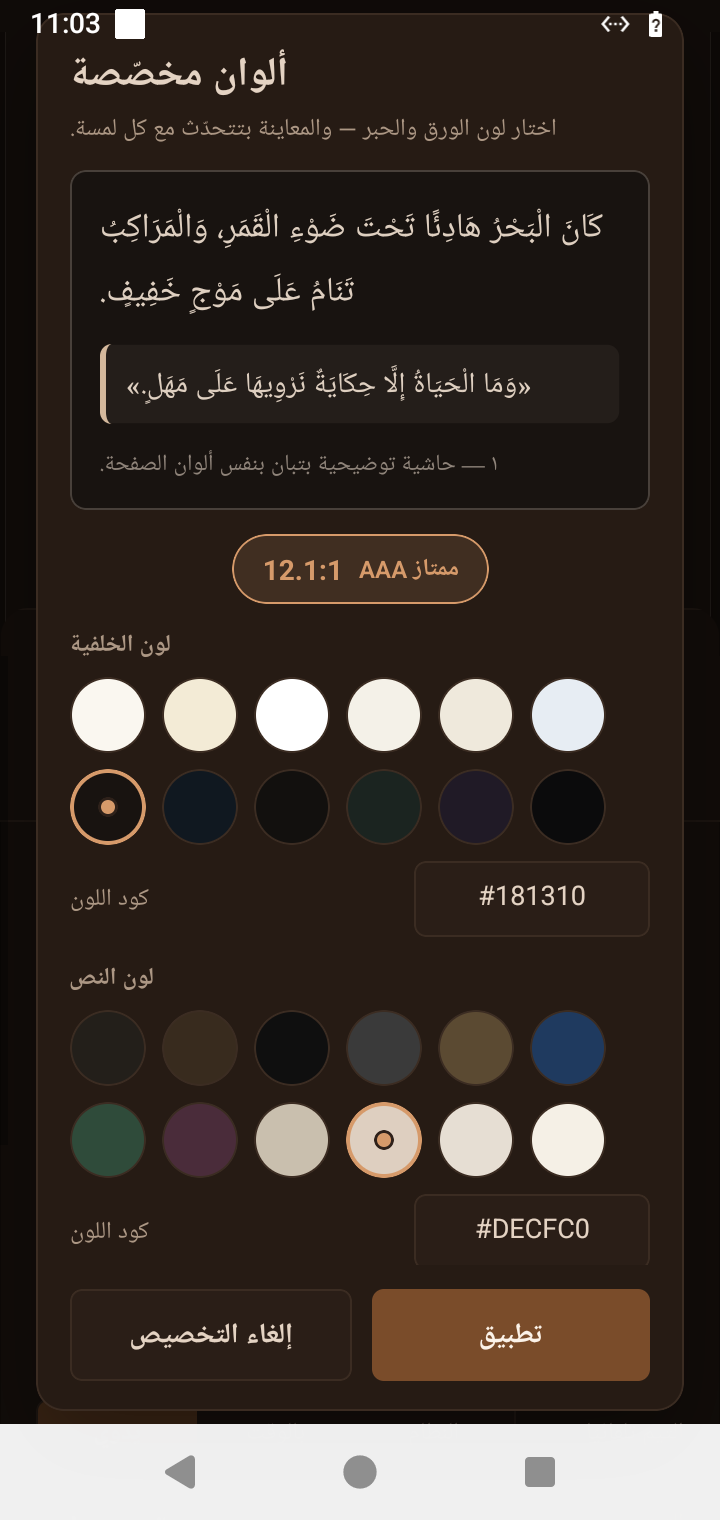 11:03
ألوان مخصّصة
اختار لون الورق والحبر — والمعاينة بتتحدّث مع كل لمسة.
كَانَ الْبَحْرُ هَادِئًا تَحْتَ ضَوْءِ الْقَمَرِ، وَالْمَرَاكِبُ
تَنَامُ عَلَى مَوْجٍ خَفِيفٍ.
«وَمَا الْحَيَاةُ إِلَّا حِكَايَةٌ نَرْوِيهَا عَلَى مَهَلٍ.»
١ — حاشية توضيحية بتبان بنفس ألوان الصفحة.
ممتاز AAA 12.1:1
لون الخلفية
كود اللون
#181310
لون النص
كود اللون
#DECFC0
إلغاء التخصيص
تطبيق